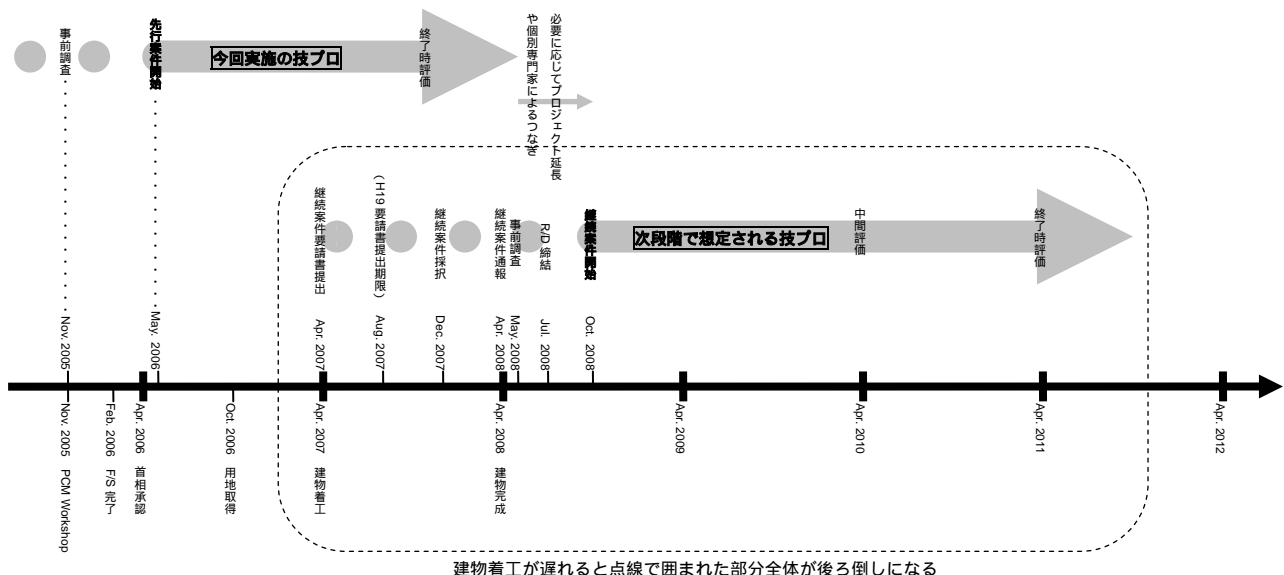 事前調査
先行案件開始
今回実施の技プロ
終了時評価
必要に応じてプロジェクト延長
や個別専門家によるつなぎ
継続案件要請書提出
（H19 要請書提出期限）
継続案件採択
継続案件通報
事前調査
R/D 締結
継続案件開始
次段階で想定される技プロ
中間評価
終了時評価
Nov. 2005
May. 2006
Apr. 2007
Aug. 2007
Dec. 2007
Apr. 2008
May. 2008
Jul. 2008
Oct. 2008
Nov. 2005 PCM Workshop
Feb. 2006 F/S 完了
Apr. 2006 首相承認
Oct. 2006 用地取得
Apr. 2007 建物着工
Apr. 2008 建物完成
Apr. 2009
Apr. 2010
Apr. 2011
Apr. 2012
建物着工が遅れると点線で囲まれた部分全体が後ろ倒しになる